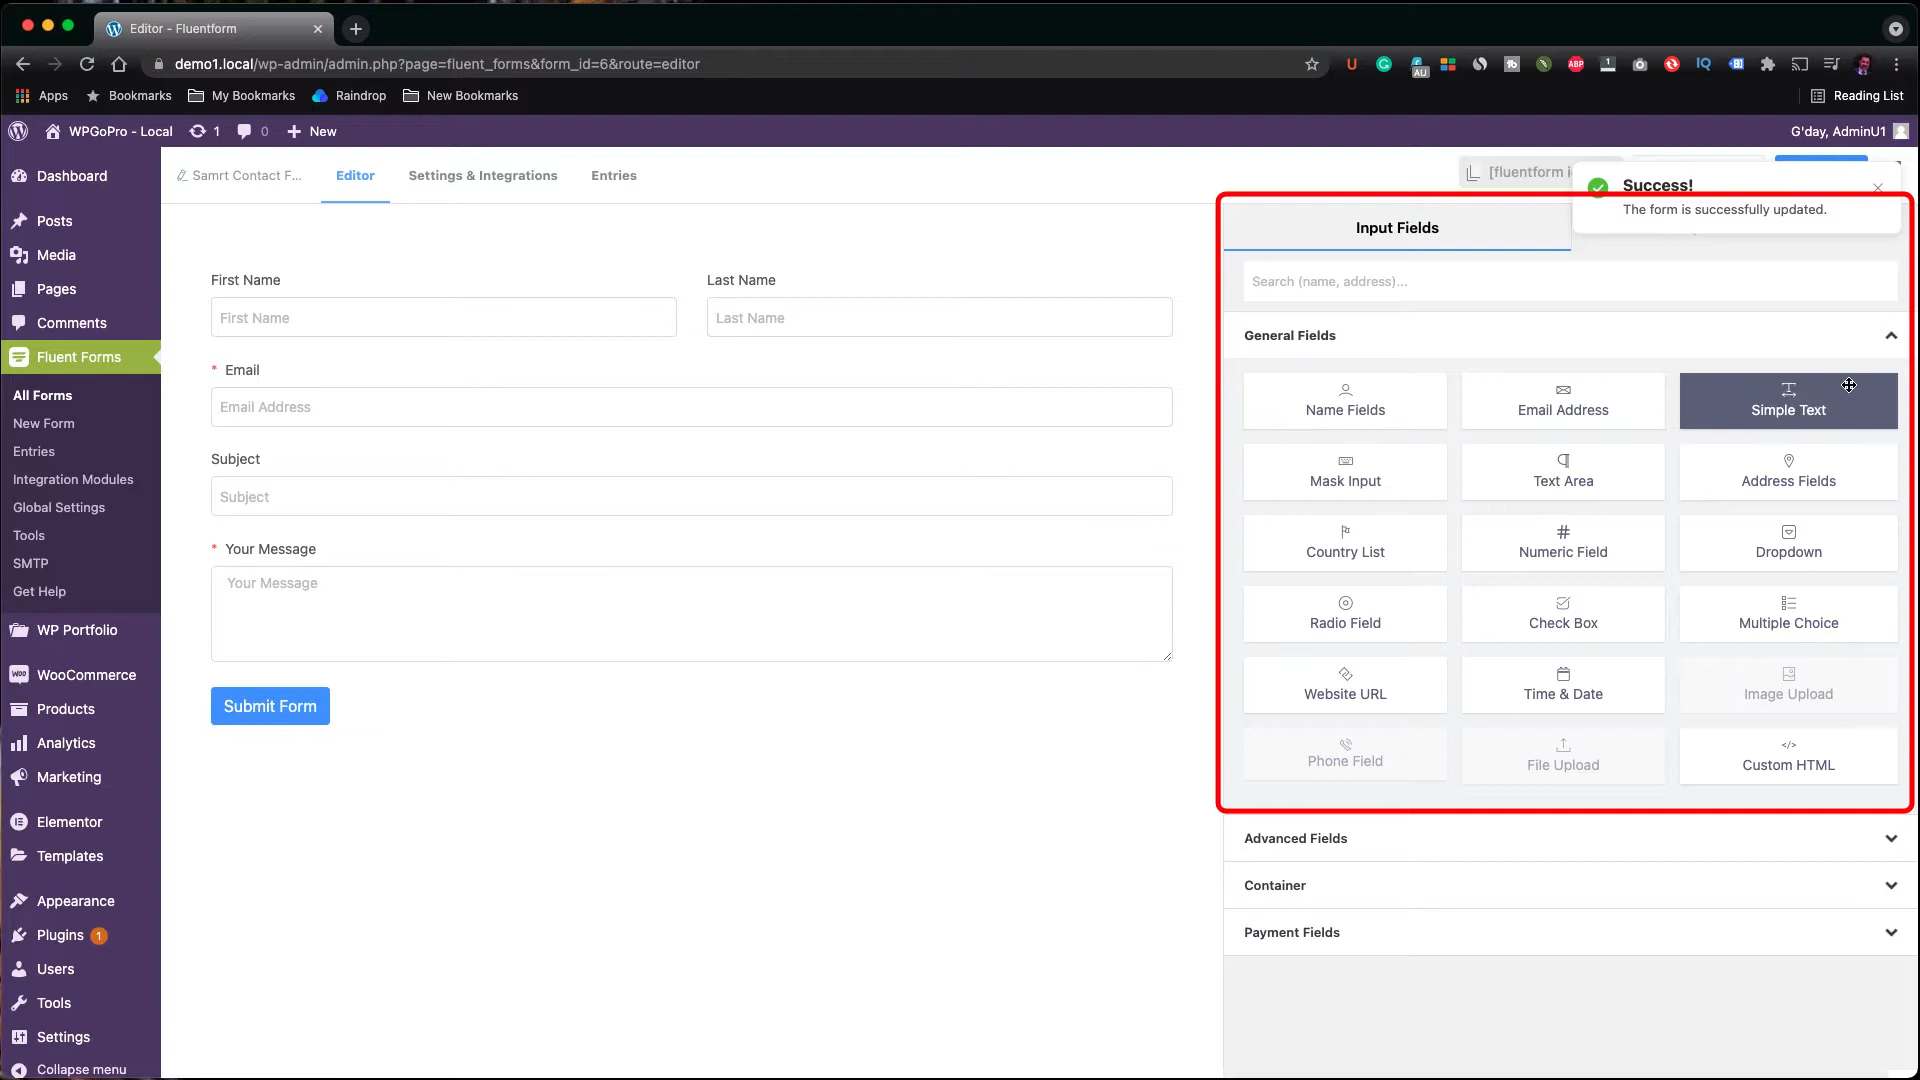 Editor - Fluentform
demo1.local/wp-admin/admin.php?page=fluent_forms&form_id=6&route=editor
Apps
Bookmarks
My Bookmarks
Raindrop
New Bookmarks
Reading List
WPGoPro - Local
1
0
New
G'day, AdminU1
Dashboard
Posts
Media
Pages
Comments
Fluent Forms
All Forms
New Form
Entries
Integration Modules
Global Settings
Tools
SMTP
Get Help
WP Portfolio
WooCommerce
Products
Analytics
Marketing
Elementor
Templates
Appearance
Plugins 1
Users
Tools
Settings
Collapse menu
Samrt Contact F...
Editor
Settings & Integrations
Entries
[fluentform
Success!
The form is successfully updated.
First Name
First Name
Last Name
Last Name
* Email
Email Address
Subject
Subject
* Your Message
Your Message
Submit Form
Input Fields
Search (name, address)...
General Fields
Name Fields
Email Address
Simple Text
Mask Input
Text Area
Address Fields
Country List
Numeric Field
Dropdown
Radio Field
Check Box
Multiple Choice
Website URL
Time & Date
Image Upload
Phone Field
File Upload
Custom HTML
Advanced Fields
Container
Payment Fields